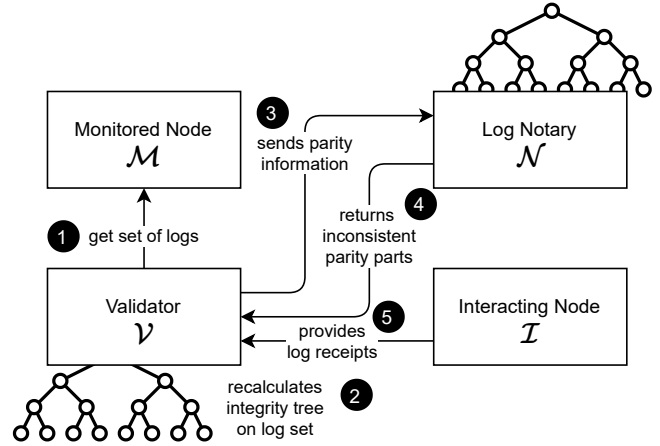 3
Monitored Node
M
sends parity
information
Log Notary
N
1
get set of logs
4
returns
inconsistent
parity parts
Validator
V
5
provides
log receipts
Interacting Node
I
recalculates
integrity tree
on log set
2